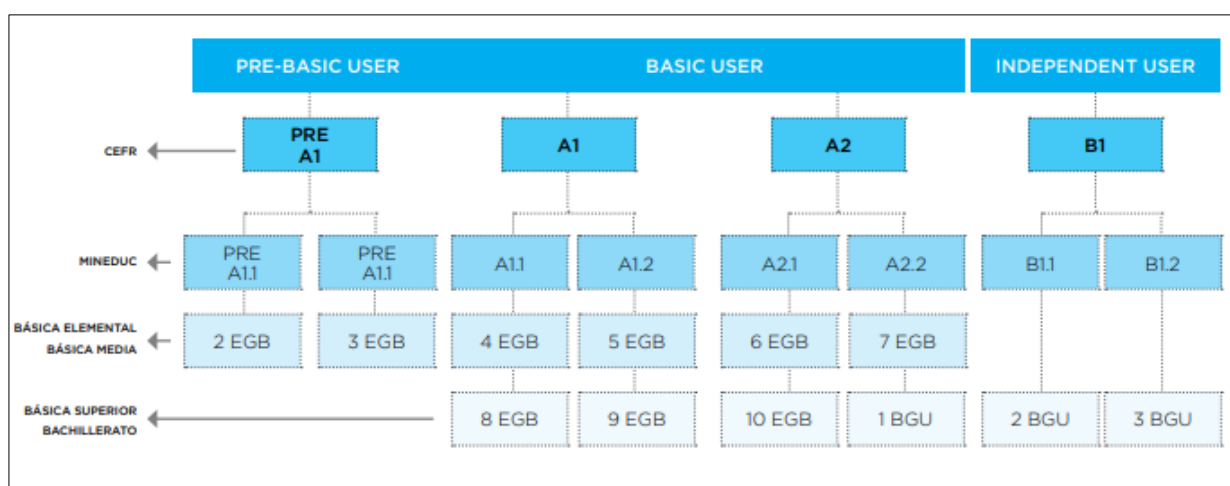 PRE-BASIC USER BASIC USER INDEPENDENT USER
CEFR
PRE
A1
A1
A2
B1
MINEDUC
PRE
A1.1
PRE
A1.1
A1.1
A1.2
A2.1
A2.2
B1.1
B1.2
BÁSICA ELEMENTAL
BÁSICA MEDIA
2 EGB
3 EGB
4 EGB
5 EGB
6 EGB
7 EGB
BÁSICA SUPERIOR
BACHILLERATO
8 EGB
9 EGB
10 EGB
1 BGU
2 BGU
3 BGU